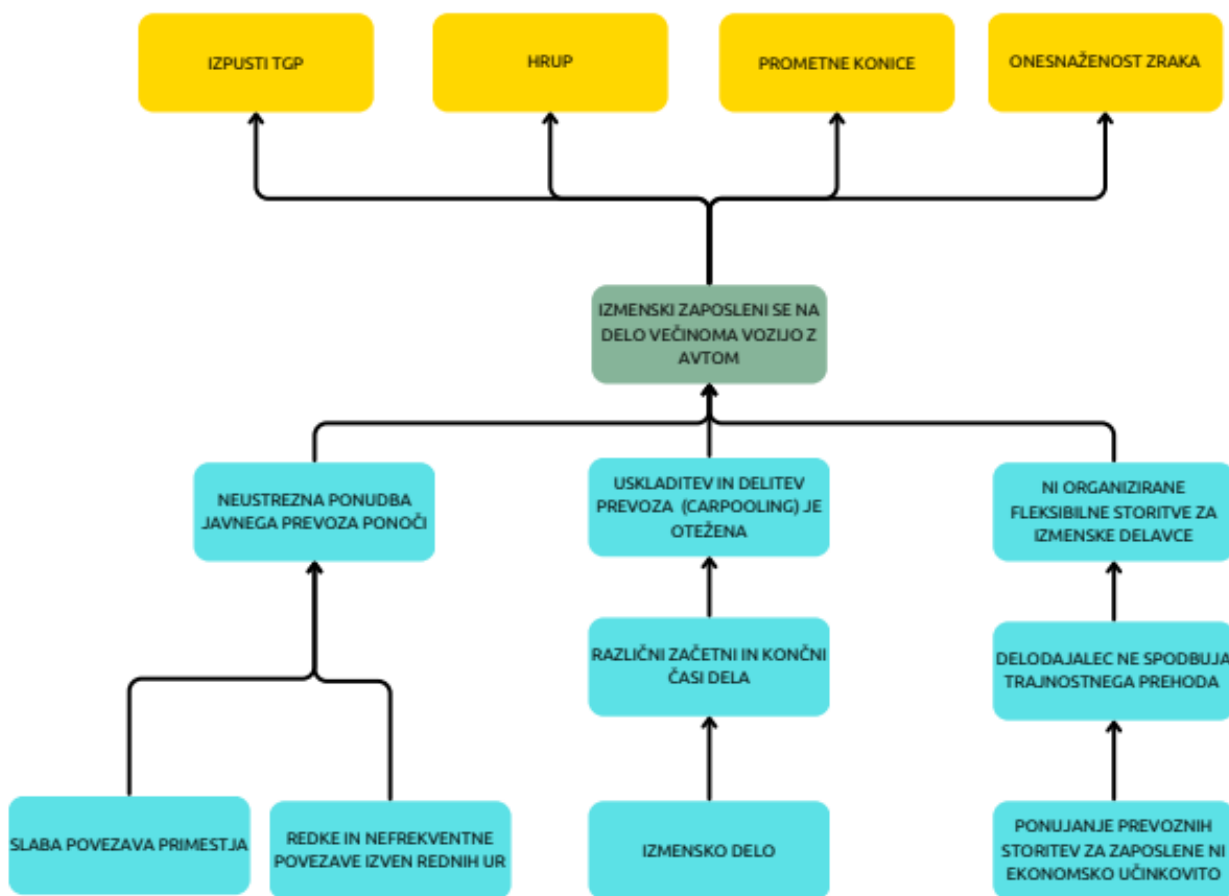 IZPUSTI TGP
HRUP
PROMETNE KONICE
ONESNAŽENOST ZRAKA
IZMENSKI ZAPOSLENI SE NA
DELO VEČINOMA VOZIJO Z
AVTOM
NEUSTREZNA PONUDBA
JAVNEGA PREVOZA PONOČI
USKLADITEV IN DELITEV
PREVOZA (CARPOOLING) JE
OTEŽENA
NI ORGANIZIRANE
FLEKSIBILNE STORITVE ZA
IZMENSKE DELAVCE
RAZLIČNI ZAČETNI IN KONČNI
ČASI DELA
DELODAJALEC NE SPODBUJA
TRAJNOSTNEGA PREHODA
SLABA POVEZAVA PRIMESTJA
REDKE IN NEFREKVENTNE
POVEZAVE IZVEN REDNIH UR
IZMENSKO DELO
PONUJANJE PREVOZNIH
STORITEV ZA ZAPOSLENE NI
EKONOMSKO UČINKOVITO